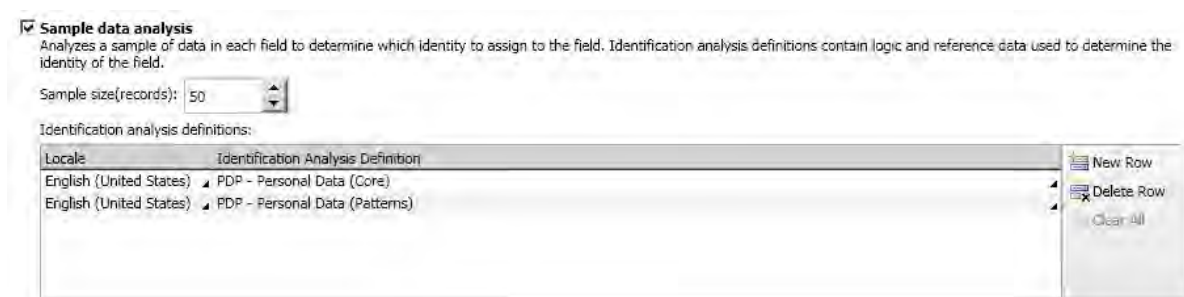 Sample data analysis
Analyzes a sample of data in each field to determine which identity to assign to the field. Identification analysis definitions contain logic and reference data used to determine the
identity of the field.
Sample size(records): 50
Identification analysis definitions:
Locale Identification Analysis Definition
English (United States) PDP - Personal Data (Core)
English (United States) PDP - Personal Data (Patterns)
New Row
Delete Row
Clear All